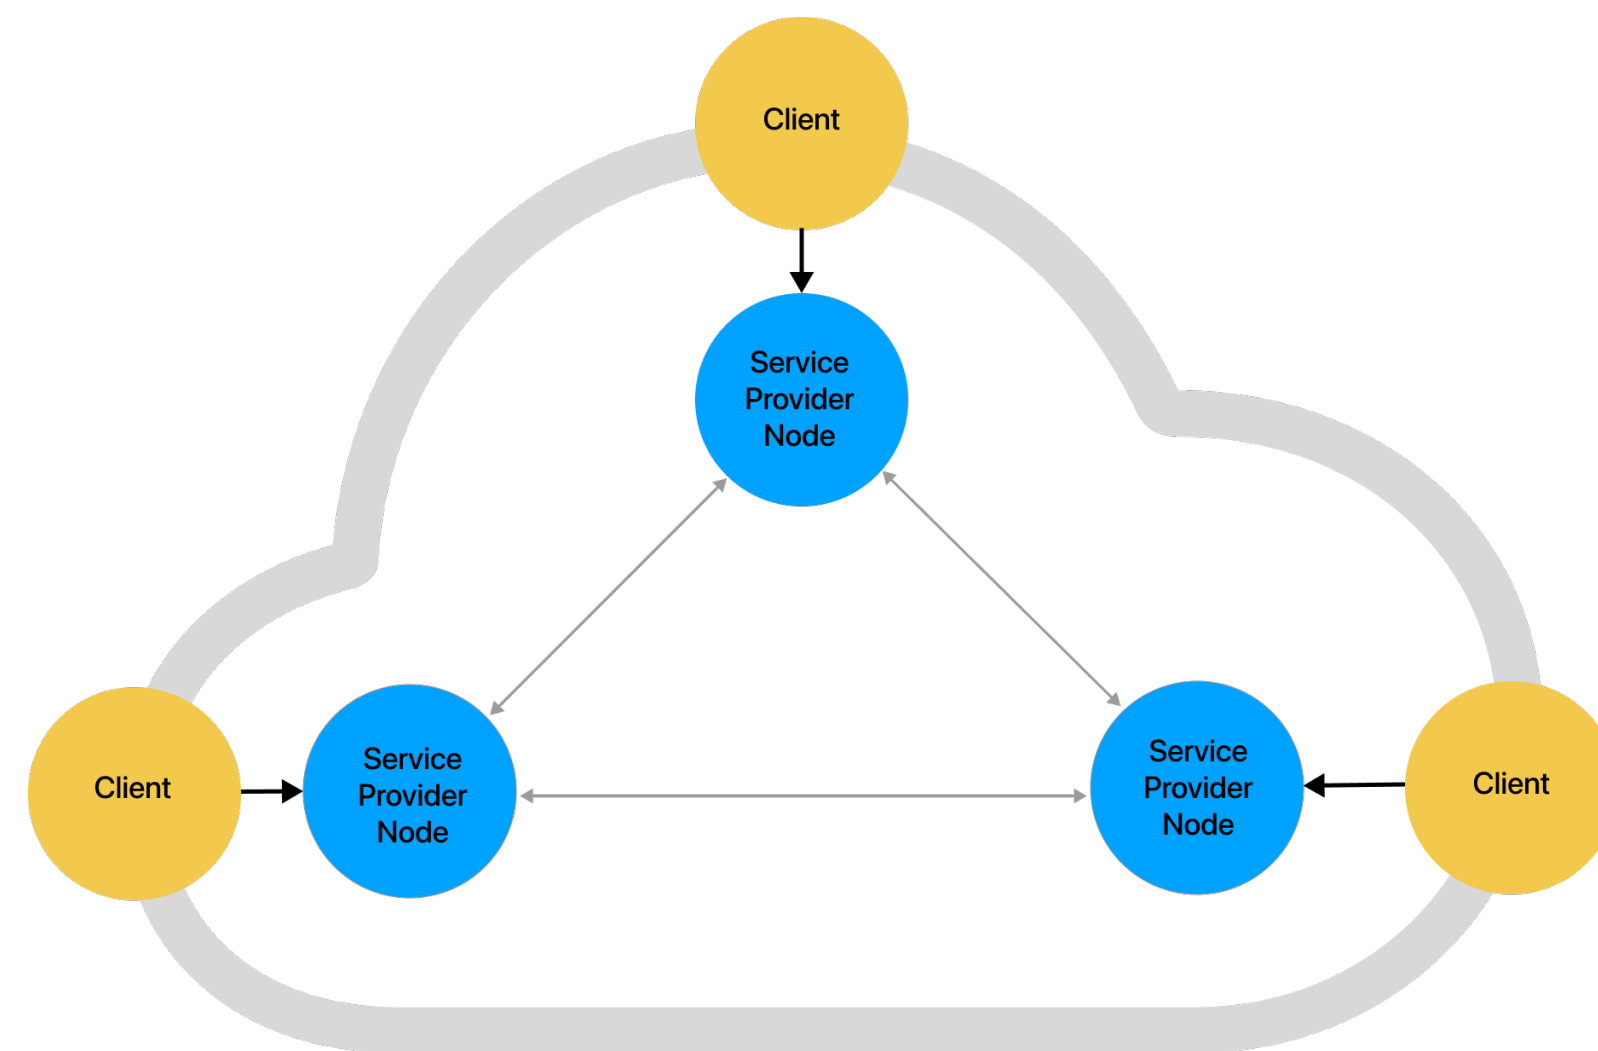 Client
Service
Provider
Node
Client
Service
Provider
Node
Service
Provider
Node
Client